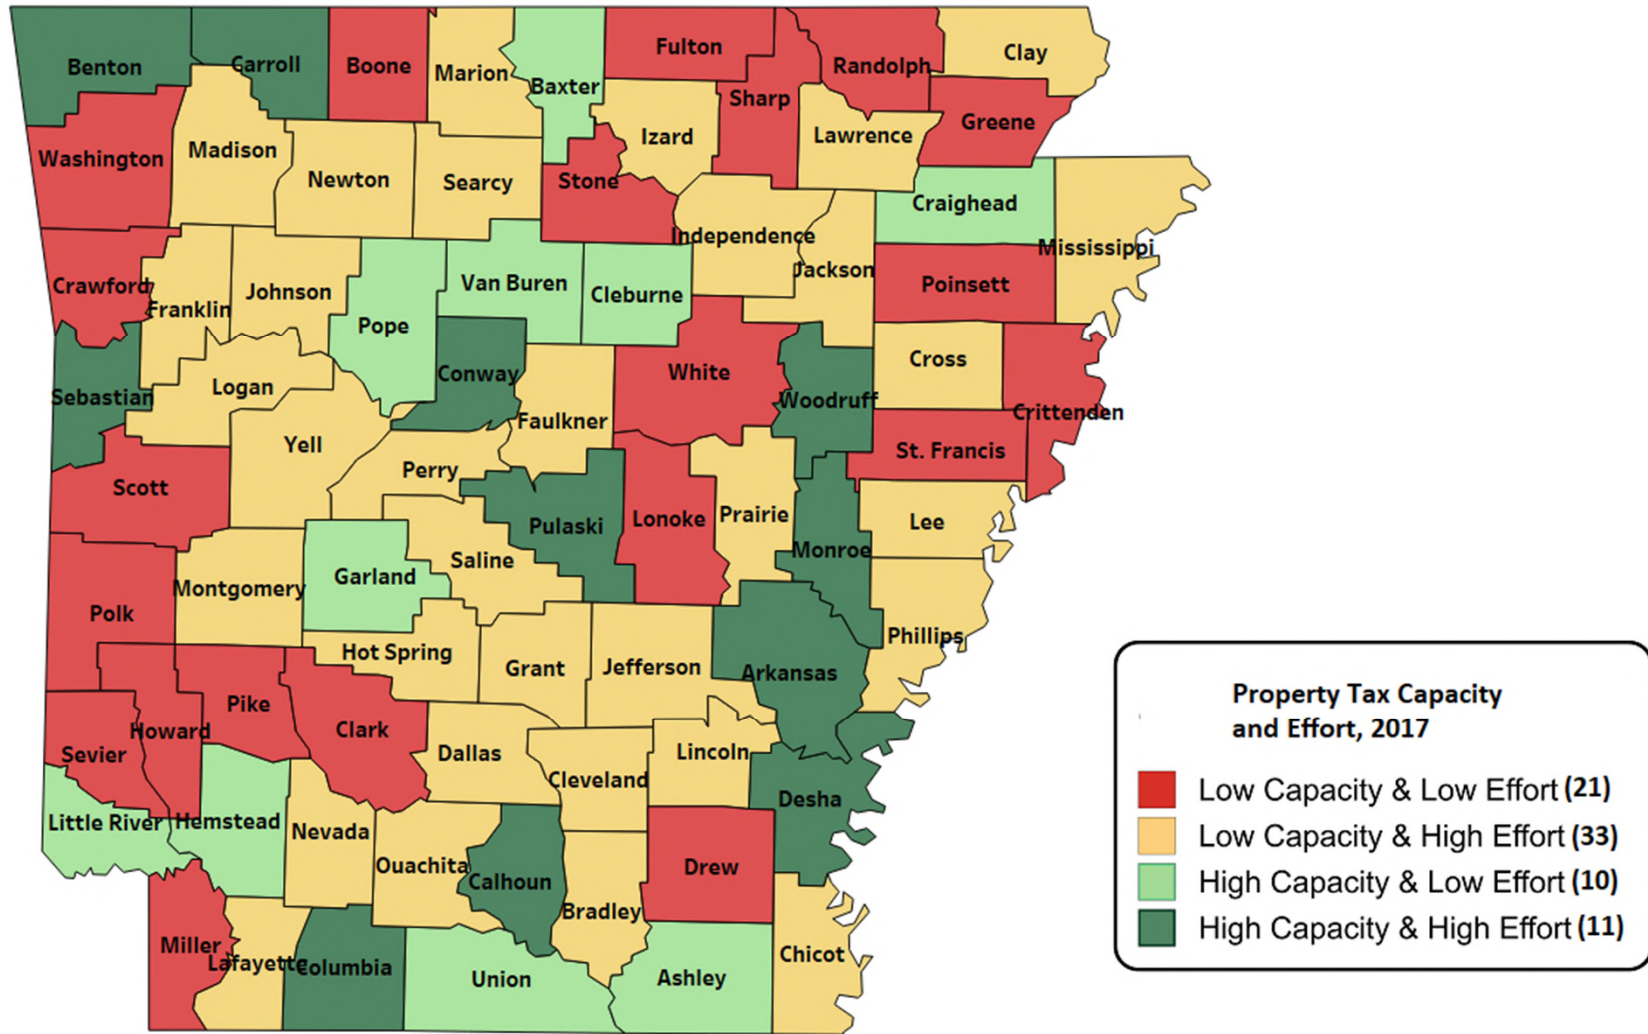 Benton
Carroll
Boone
Marion
Baxter
Fulton
Sharp
Randolph
Clay
Washington
Madison
Newton
Searcy
Stone
Izard
Lawrence
Greene
Craighead
Mississippi
Crawford
Franklin
Johnson
Pope
Van Buren
Cleburne
Independence
Jackson
Poinsett
Sebastian
Logan
Conway
Faulkner
White
Woodruff
Cross
Crittenden
Scott
Yell
Perry
Pulaski
Lonoke
Prairie
St. Francis
Lee
Monroe
Polk
Montgomery
Garland
Saline
Phillips
Hot Spring
Grant
Jefferson
Arkansas
Sevier
Howard
Pike
Clark
Dallas
Cleveland
Lincoln
Desha
Little River
Hemstead
Nevada
Ouachita
Calhoun
Bradley
Drew
Miller
Lafayette
Columbia
Union
Ashley
Chicot
Property Tax Capacity
and Effort, 2017
Low Capacity & Low Effort (21)
Low Capacity & High Effort (33)
High Capacity & Low Effort (10)
High Capacity & High Effort (11)